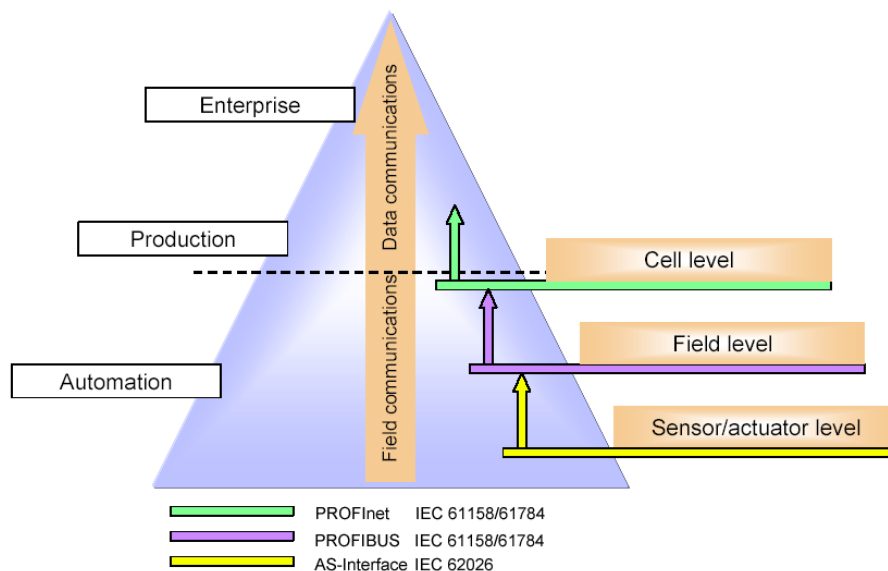 Enterprise
Data communications
Production
Cell level
Field level
Automation
Field communications
Sensor/actuator level
PROFInet IEC 61158/61784
PROFIBUS IEC 61158/61784
AS-Interface IEC 62026